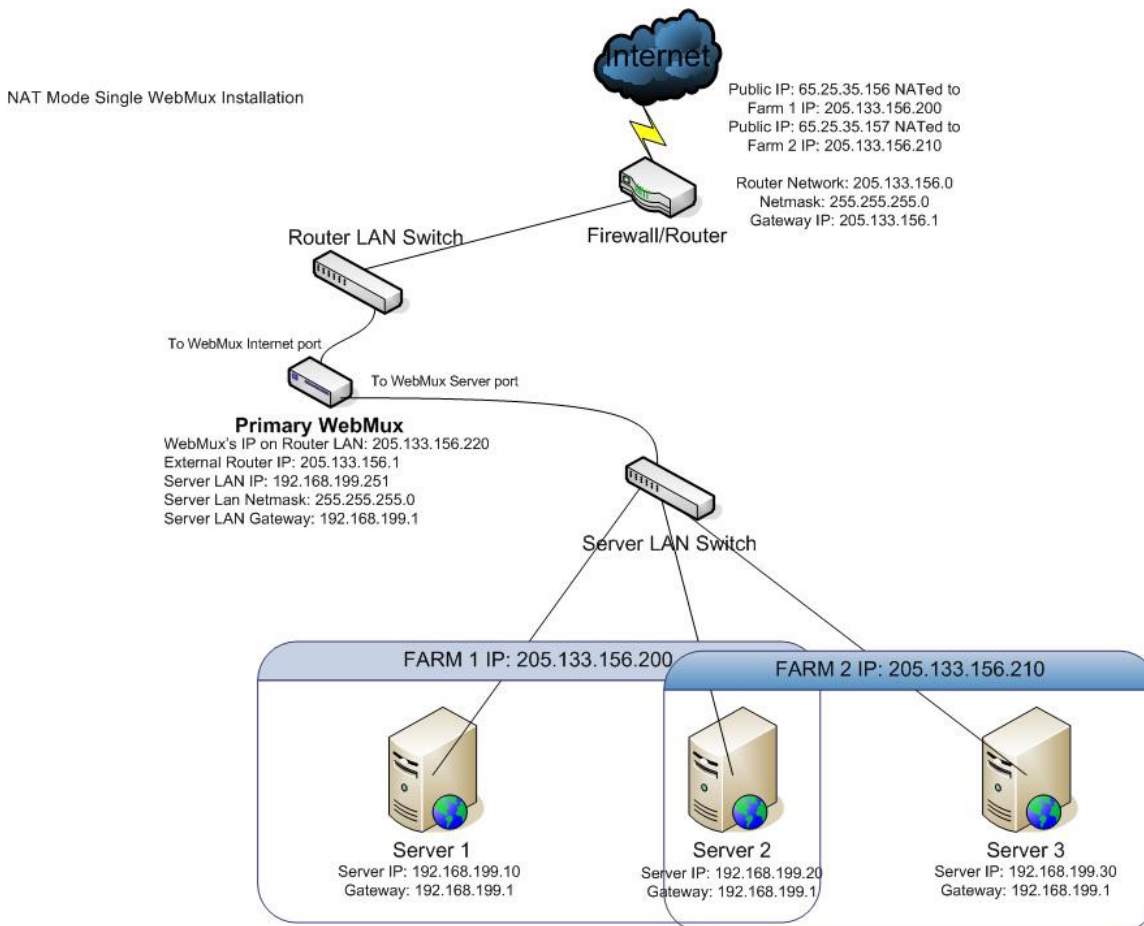 Internet
NAT Mode Single WebMux Installation
Public IP: 65.25.35.156 NATed to
Farm 1 IP: 205.133.156.200
Public IP: 65.25.35.157 NATed to
Farm 2 IP: 205.133.156.210
Router Network: 205.133.156.0
Netmask: 255.255.255.0
Gateway IP: 205.133.156.1
Firewall/Router
Router LAN Switch
To WebMux Internet port
To WebMux Server port
Primary WebMux
WebMux's IP on Router LAN: 205.133.156.220
External Router IP: 205.133.156.1
Server LAN IP: 192.168.199.251
Server Lan Netmask: 255.255.255.0
Server LAN Gateway: 192.168.199.1
Server LAN Switch
FARM 1 IP: 205.133.156.200
FARM 2 IP: 205.133.156.210
Server 1
Server IP: 192.168.199.10
Gateway: 192.168.199.1
Server 2
Server IP: 192.168.199.20
Gateway: 192.168.199.1
Server 3
Server IP: 192.168.199.30
Gateway: 192.168.199.1